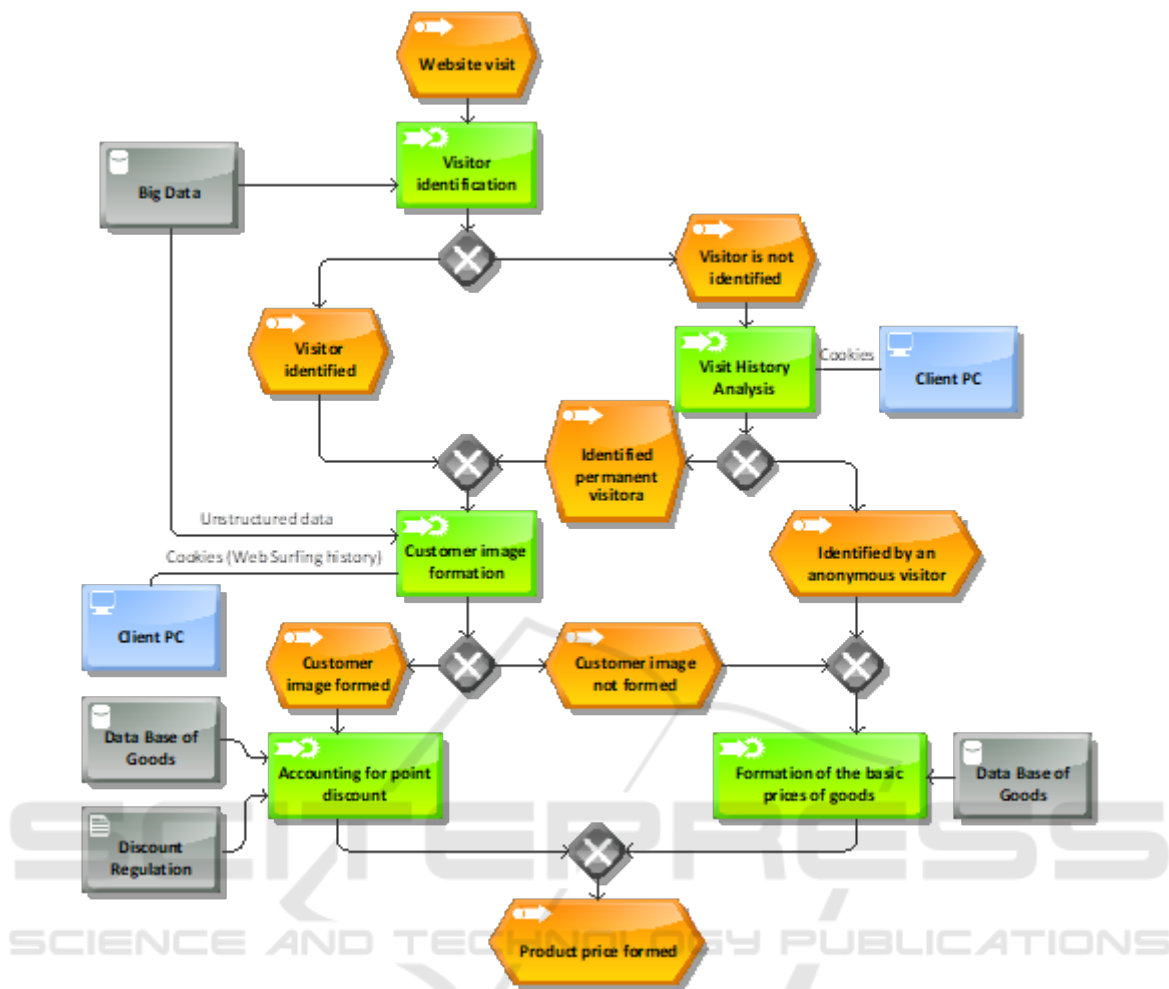 Website visit
Visitor
identification
Big Data
Visitor is not
identified
Visitor
identified
Visit History
Analysis
Cookies
Client PC
Identified
permanent
visitora
Unstructured data
Customer image
formation
Identified by an
anonymous visitor
Cookies (Web Surfing history)
Client PC
Customer
image formed
Customer image
not formed
Data Base of
Goods
Accounting for point
discount
Formation of the basic
prices of goods
Data Base of
Goods
Discount
Regulation
SCITEPRESS
Product price formed
SCIENCE AND TECHNOLOGY PUBLICATIONS